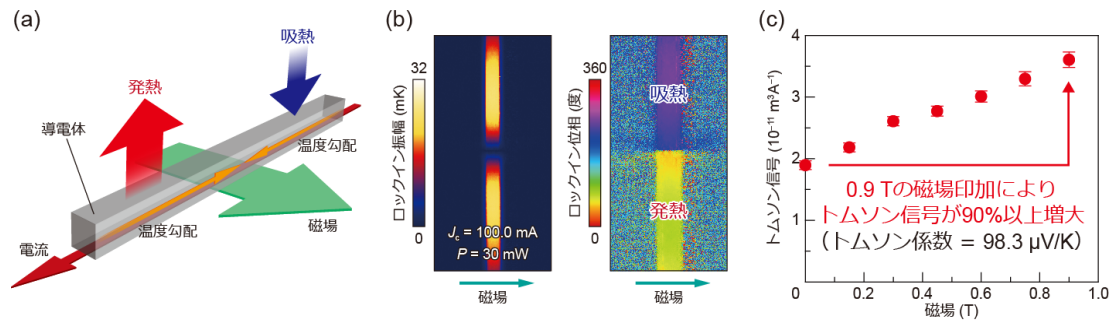 (a)
吸熱
発熱
導電体
温度勾配
温度勾配
磁場
電流
(b)
32
ロックイン振幅 (mK)
0
Jc = 100.0 mA
P = 30 mW
磁場
360
ロックイン位相 (度)
0
吸熱
発熱
磁場
(c)
トムソン信号 (10⁻¹¹ m³A⁻¹)
4
3
2
1
0
0.9 Tの磁場印加により
トムソン信号が90%以上増大
(トムソン係数 = 98.3 µV/K)
0 0.2 0.4 0.6 0.8 1.0
磁場 (T)